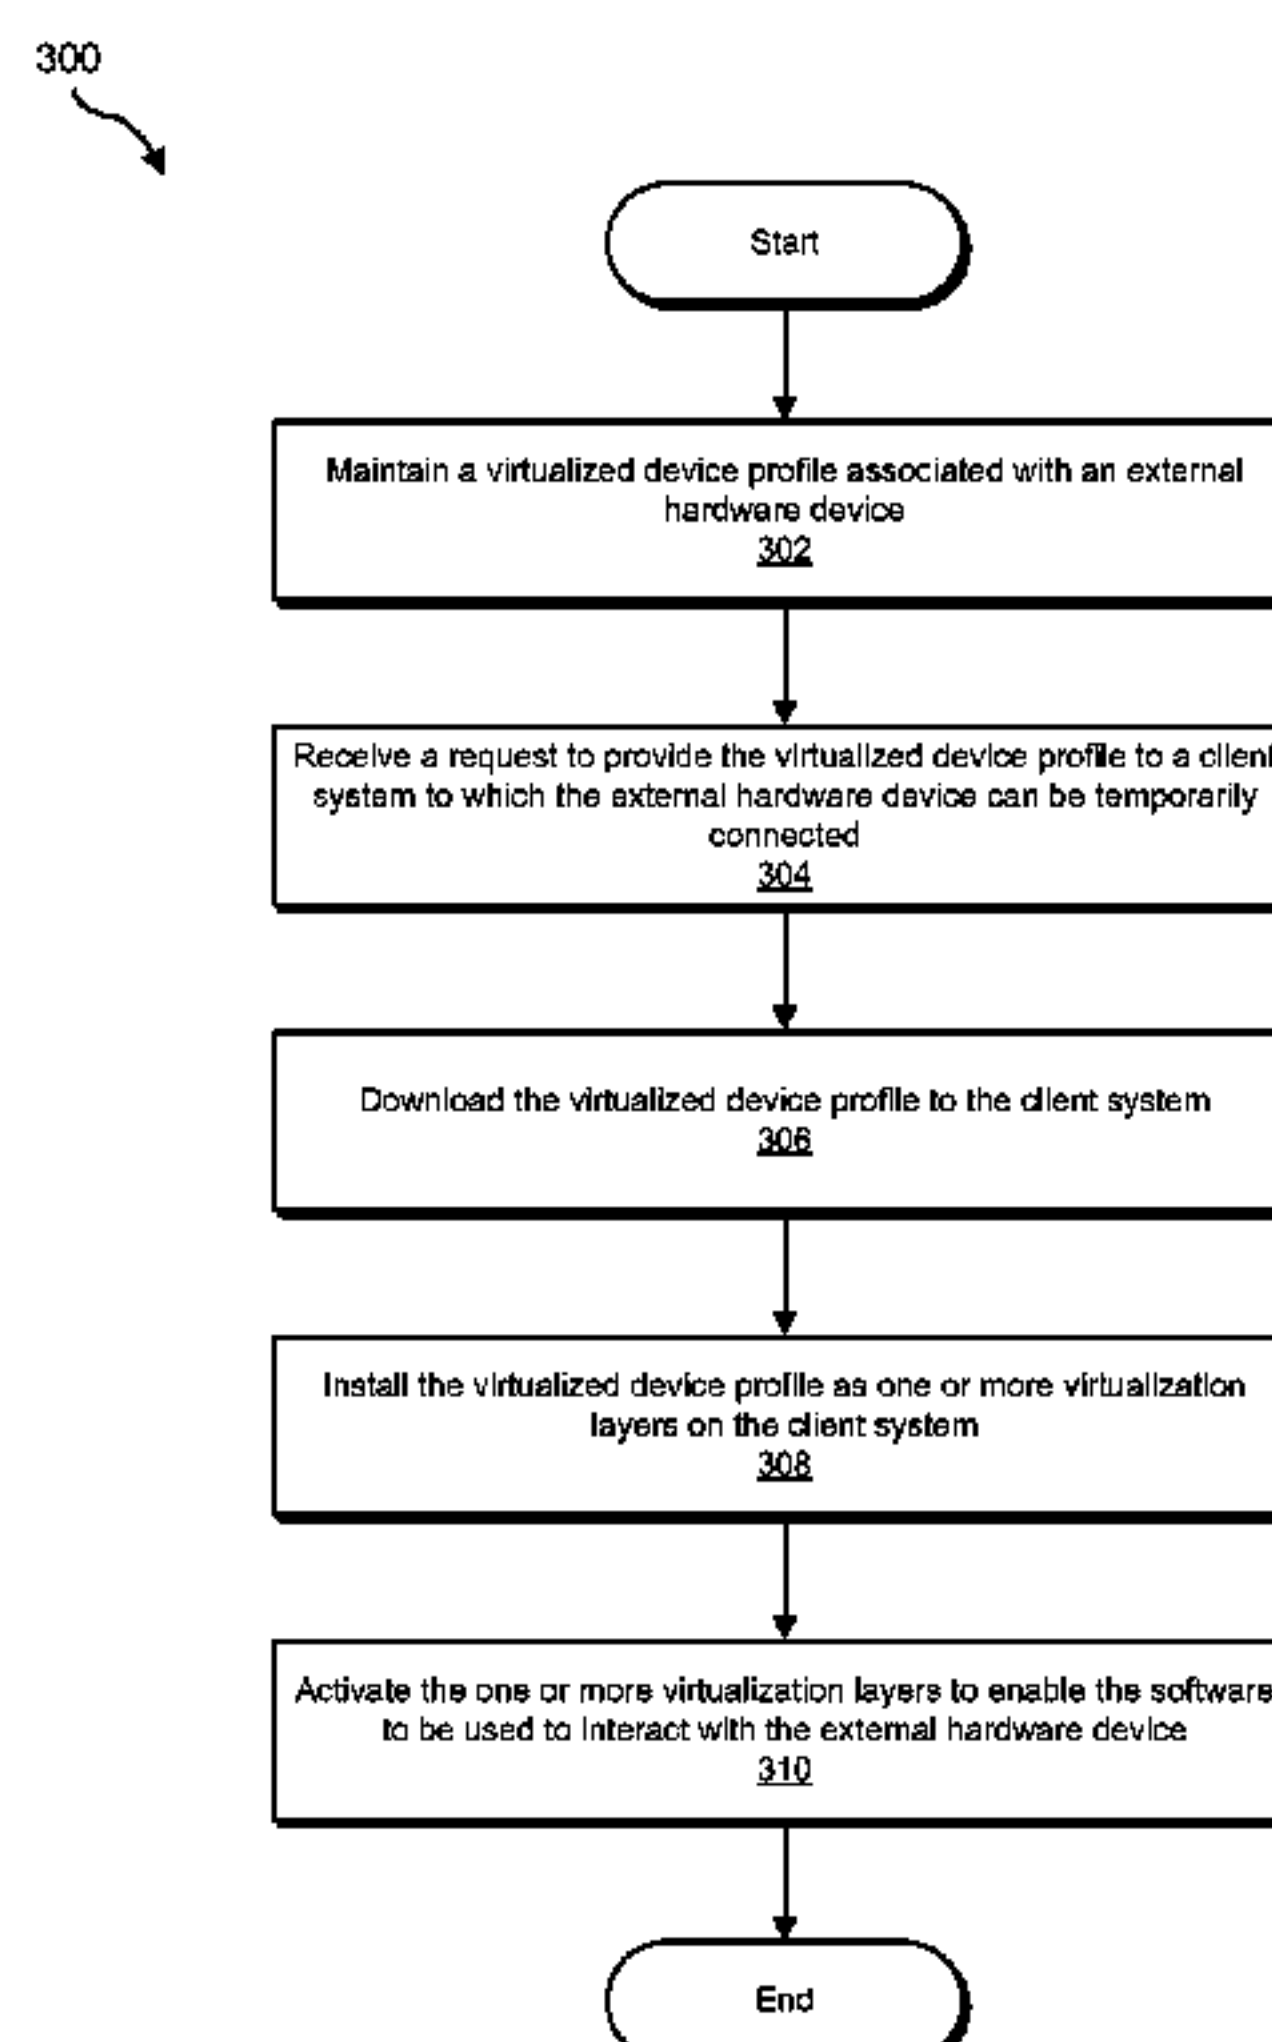 300
Start
Maintain a virtualized device profile associated with an external
hardware device
302
Receive a request to provide the virtualized device profile to a client
system to which the external hardware device can be temporarily
connected
304
Download the virtualized device profile to the client system
306
Install the virtualized device profile as one or more virtualization
layers on the client system
308
Activate the one or more virtualization layers to enable the software
to be used to interact with the external hardware device
310
End